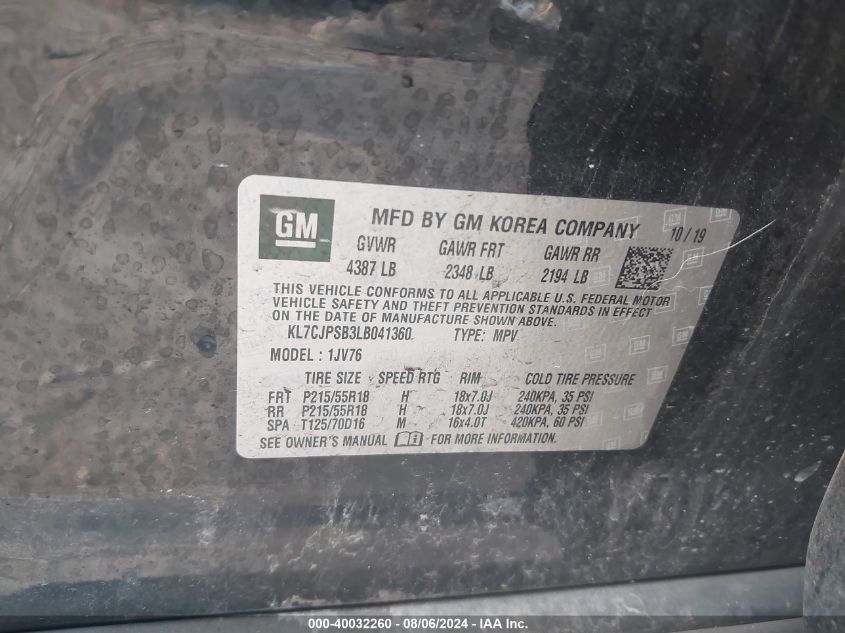 GM
MFD BY GM KOREA COMPANY 10 / 19
GVWR GAWR FRT GAWR RR
4387 LB 2348 LB 2194 LB
THIS VEHICLE CONFORMS TO ALL APPLICABLE U.S. FEDERAL MOTOR
VEHICLE SAFETY AND THEFT PREVENTION STANDARDS IN EFFECT
ON THE DATE OF MANUFACTURE SHOWN ABOVE.
KL7CJPSB3LB041360 TYPE: MPV
MODEL : 1JV76
TIRE SIZE SPEED RTG RIM COLD TIRE PRESSURE
FRT P215/55R18 H 18x7.0J 240KPA, 35 PSI
RR P215/55R18 H 18x7.0J 240KPA, 35 PSI
SPA T125/70D16 M 16x4.0T 420KPA, 60 PSI
SEE OWNER'S MANUAL FOR MORE INFORMATION.
000-40032260 - 08/06/2024 - IAA Inc.